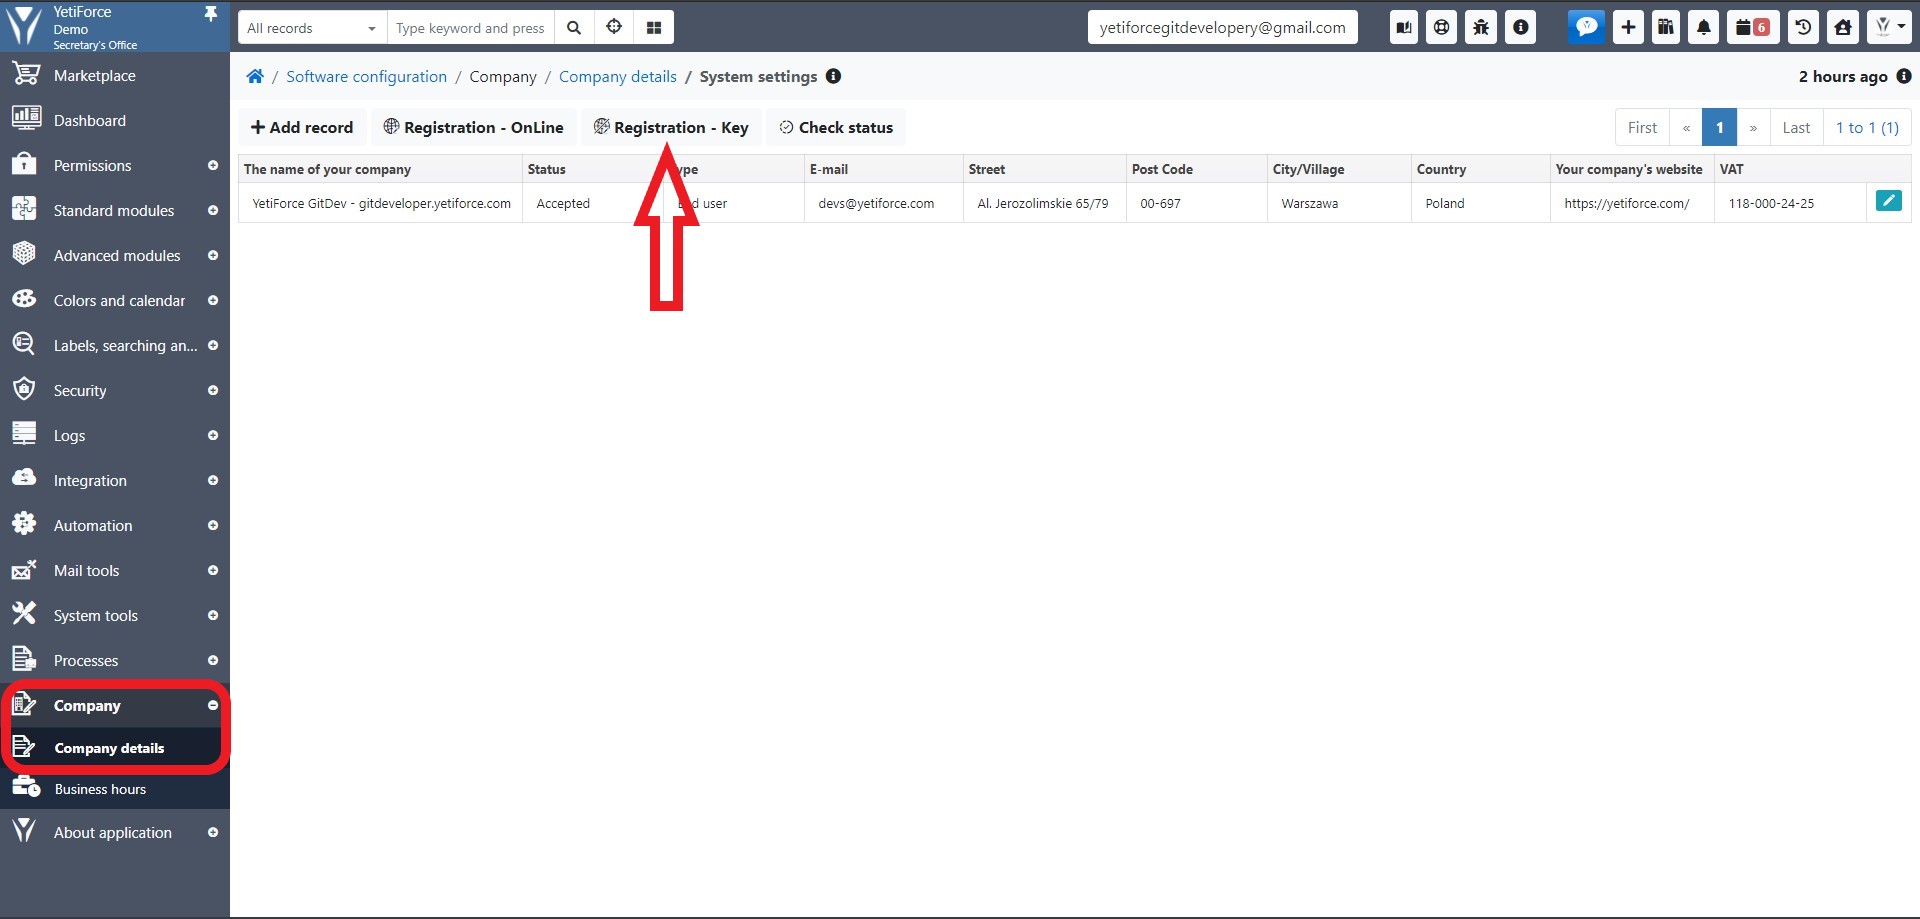 YetiForce
Demo
Secretary's Office
All records
Type keyword and press
yetiforcegitdevelopery@gmail.com
6
Marketplace
Dashboard
Permissions
Standard modules
Advanced modules
Colors and calendar
Labels, searching an...
Security
Logs
Integration
Automation
Mail tools
System tools
Processes
Company
Company details
Business hours
About application
/ Software configuration / Company / Company details / System settings
2 hours ago
Add record
Registration - OnLine
Registration - Key
Check status
First « 1 » Last 1 to 1 (1)
The name of your company Status ype E-mail Street Post Code City/Village Country Your company's website VAT
YetiForce GitDev - gitdeveloper.yetiforce.com Accepted user devs@yetiforce.com Al. Jerozolimskie 65/79 00-697 Warszawa Poland https://yetiforce.com/ 118-000-24-25